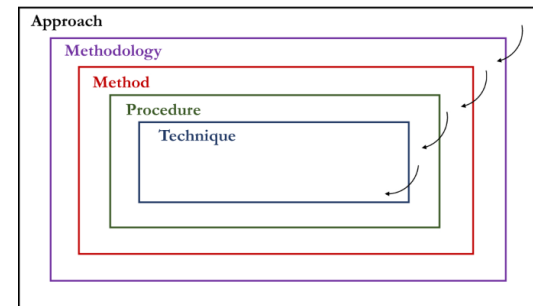 Approach
Methodology
Method
Procedure
Technique